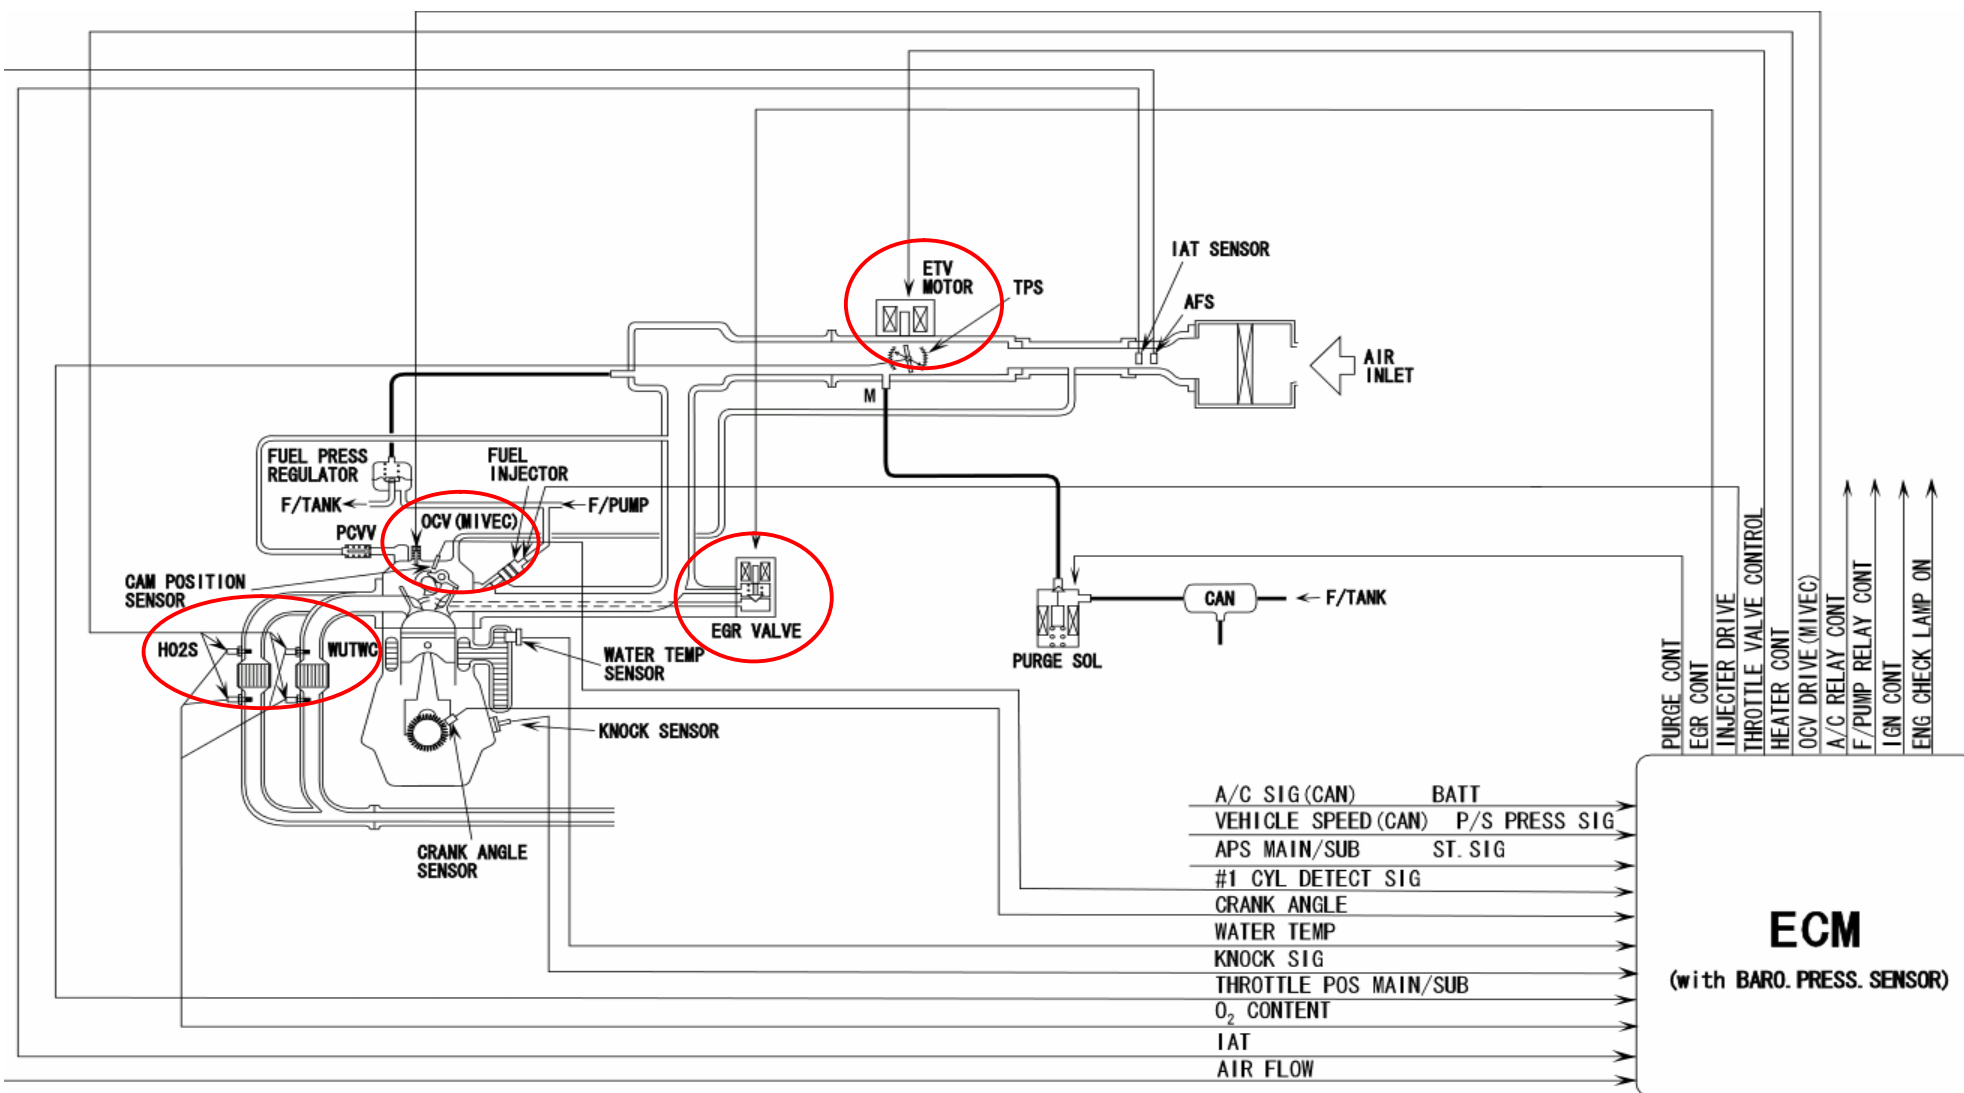 IAT SENSOR
ETV
MOTOR
TPS
AFS
AIR
INLET
M
FUEL PRESS
REGULATOR
FUEL
INJECTOR
F/TANK
F/PUMP
OCV(MIVEC)
PCVV
CAM POSITION
SENSOR
HO2S
WUTWC
EGR VALVE
WATER TEMP
SENSOR
CAN
F/TANK
PURGE SOL
KNOCK SENSOR
CRANK ANGLE
SENSOR
PURGE CONT
EGR CONT
INJECTER DRIVE
THROTTLE VALVE CONTROL
HEATER CONT
OCV DRIVE(MIVEC)
A/C RELAY CONT
F/PUMP RELAY CONT
IGN CONT
ENG CHECK LAMP ON
A/C SIG(CAN) BATT
VEHICLE SPEED(CAN) P/S PRESS SIG
APS MAIN/SUB ST.SIG
#1 CYL DETECT SIG
CRANK ANGLE
WATER TEMP
KNOCK SIG
THROTTLE POS MAIN/SUB
O₂ CONTENT
IAT
AIR FLOW
ECM
(with BARO.PRESS.SENSOR)